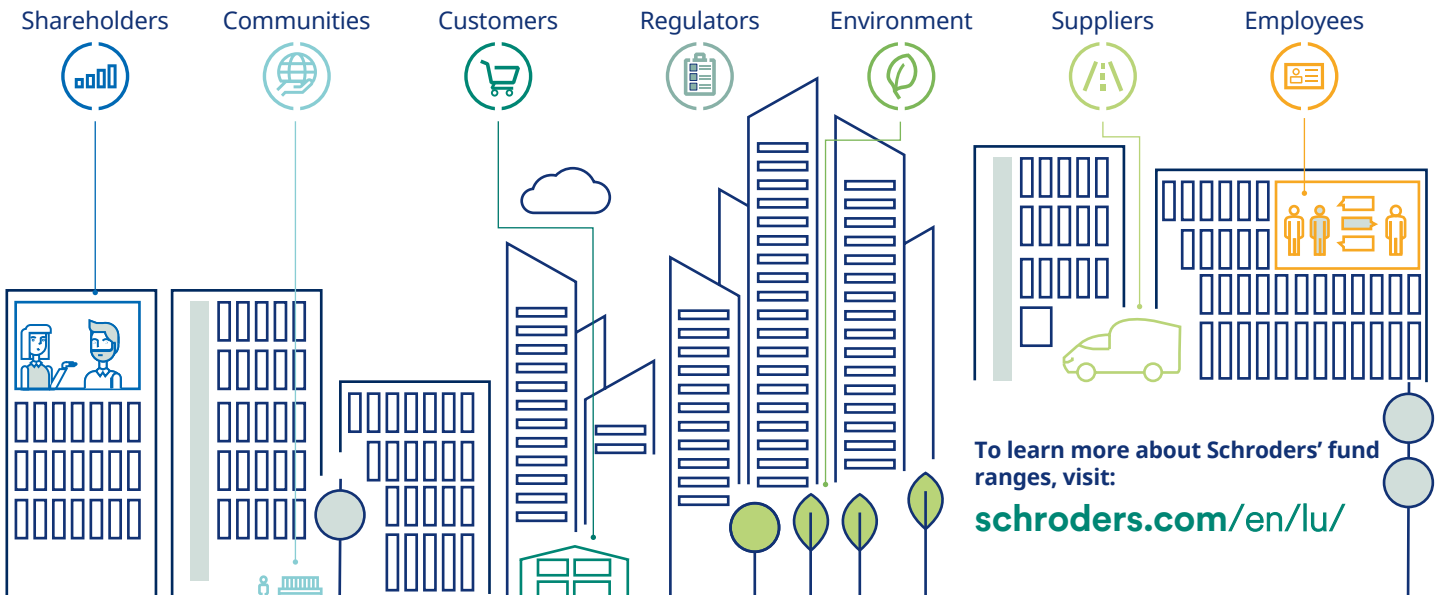 Shareholders
Communities
Customers
Regulators
Environment
Suppliers
Employees
To learn more about Schroders’ fund
ranges, visit:
schroders.com/en/lu/